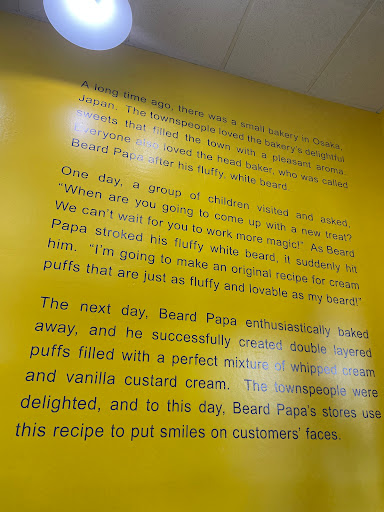 A long time ago, there was a small bakery in Osaka,
Japan. The townspeople loved the bakery's delightful
sweets that filled the town with a pleasant aroma.
Everyone also loved the head baker, who was called
Beard Papa after his fluffy, white beard.
One day, a group of children visited and asked,
"When are you going to come up with a new treat?
We can't wait for you to work more magic!" As Beard
Papa stroked his fluffy white beard, it suddenly hit
him. "I'm going to make an original recipe for cream
puffs that are just as fluffy and lovable as my beard!"
The next day, Beard Papa enthusiastically baked
away, and he successfully created double layered
puffs filled with a perfect mixture of whipped cream
and vanilla custard cream. The townspeople were
delighted, and to this day, Beard Papa's stores use
this recipe to put smiles on customers' faces.